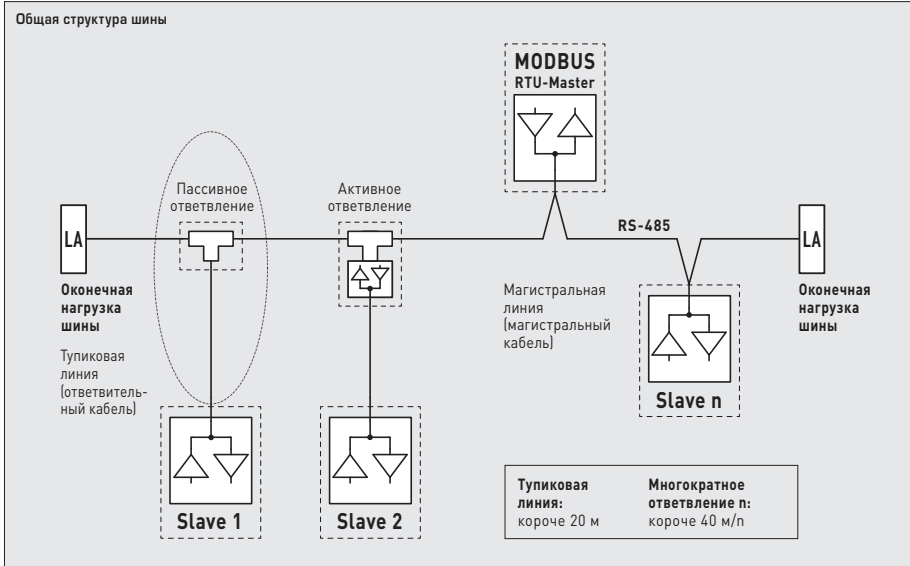 Общая структура шины
MODBUS
RTU-Master
Пассивное
ответвление
Активное
ответвление
LA
RS-485
LA
Оконечная
нагрузка
шины
Тупиковая
линия
(ответвитель-
ный кабель)
Магистральная
линия
(магистральный
кабель)
Оконечная
нагрузка
шины
Slave n
Slave 1
Slave 2
Тупиковая
линия:
короче 20 м
Многократное
ответвление n:
короче 40 м/n